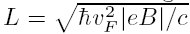 L = \sqrt{\hbar v_F^2 |eB|/c}